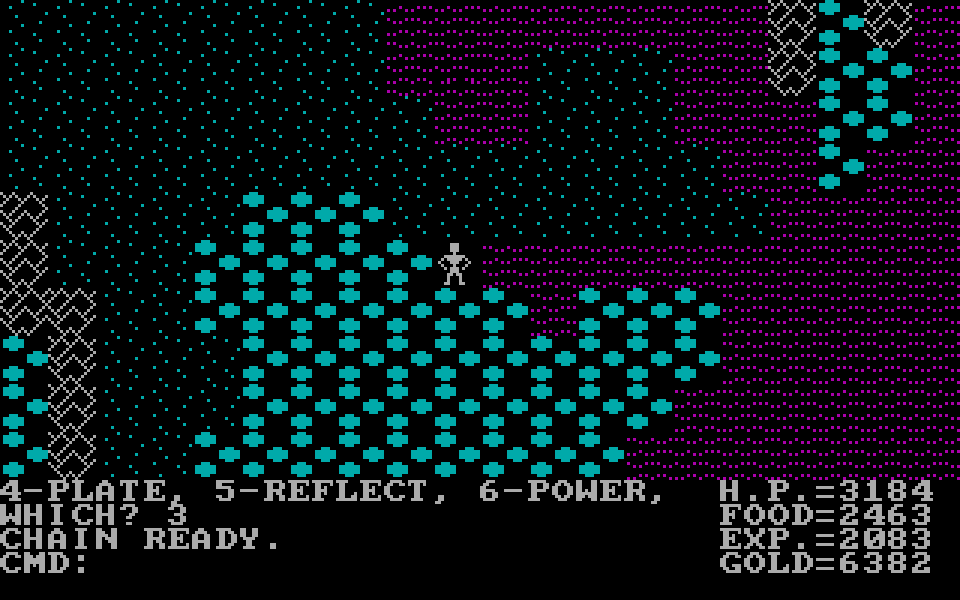 4-PLATE, 5-REFLECT, 6-POWER, H.P.=3184
WHICH? 3 FOOD=2463
CHAIN READY. EXP.=2083
CMD: GOLD=6382